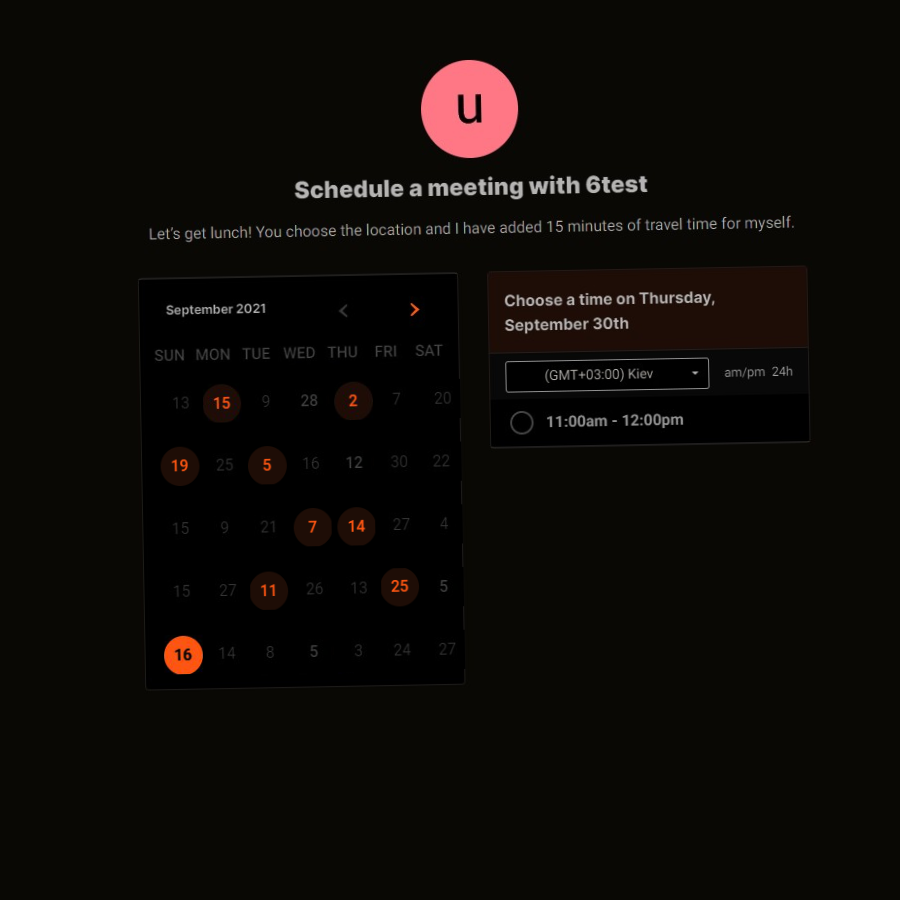 u
Schedule a meeting with 6test
Let's get lunch! You choose the location and I have added 15 minutes of travel time for myself.
September 2021
SUN MON TUE WED THU FRI SAT
13 15 9 28 2 7 20
19 25 5 16 12 30 22
15 9 21 7 14 27 4
15 27 11 26 13 25 5
16 14 8 5 3 24 27
Choose a time on Thursday,
September 30th
(GMT+03:00) Kiev am/pm 24h
11:00am - 12:00pm